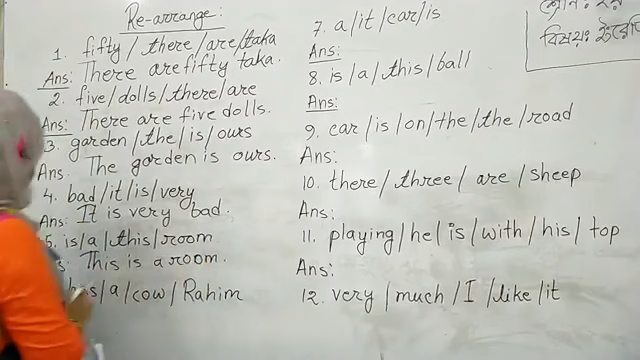 Re-arrange:
1. fifty / there / are / taka
Ans: There are fifty taka.
2. five / dolls / there / are
Ans: There are five dolls.
3. garden / the / is / ours
Ans: The garden is ours.
4. bad / it / is / very
Ans: It is very bad.
5. is / a / this / room
This is a room.
/ a / cow / Rahim
7. a / it / car / is
Ans:
8. is / a / this / ball
Ans:
9. car / is / on / the / the / road
Ans:
10. there / three / are / sheep
Ans:
11. playing / he / is / with / his / top
Ans:
12. very / much / I / like / it
বিষয়ঃ